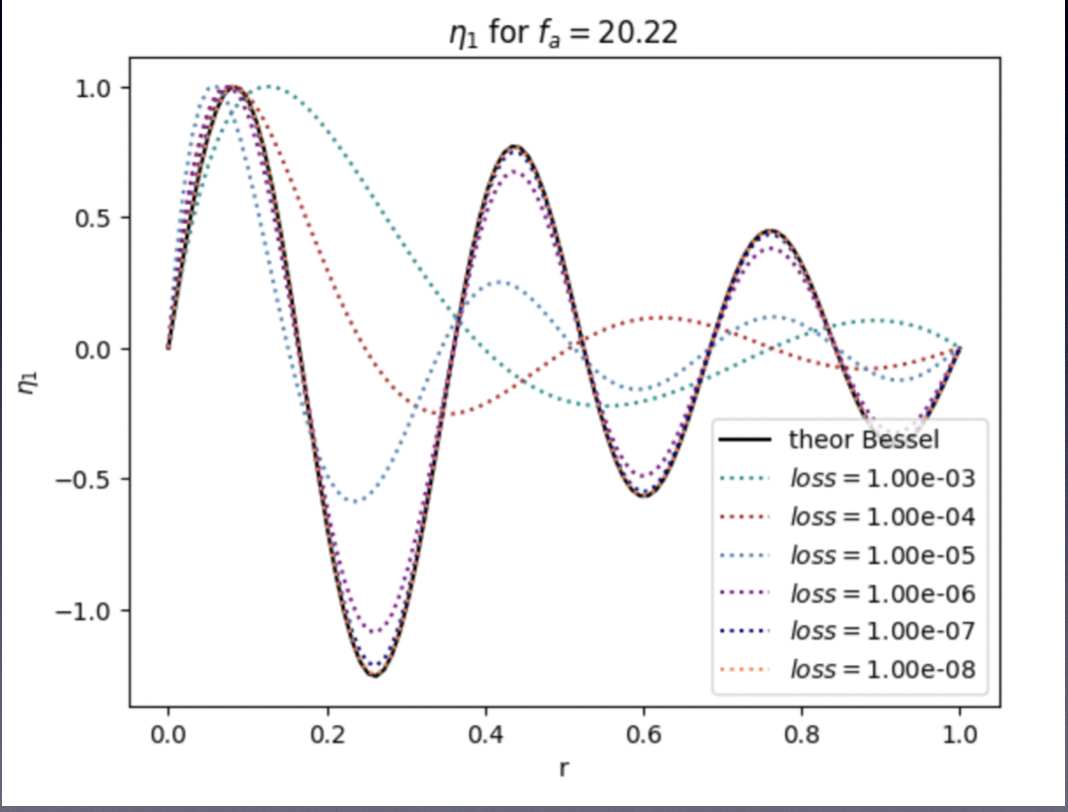 η₁ for fₐ = 20.22
1.0
0.5
0.0
−0.5
−1.0
η₁
0.0 0.2 0.4 0.6 0.8 1.0
r
theor Bessel
loss = 1.00e-03
loss = 1.00e-04
loss = 1.00e-05
loss = 1.00e-06
loss = 1.00e-07
loss = 1.00e-08